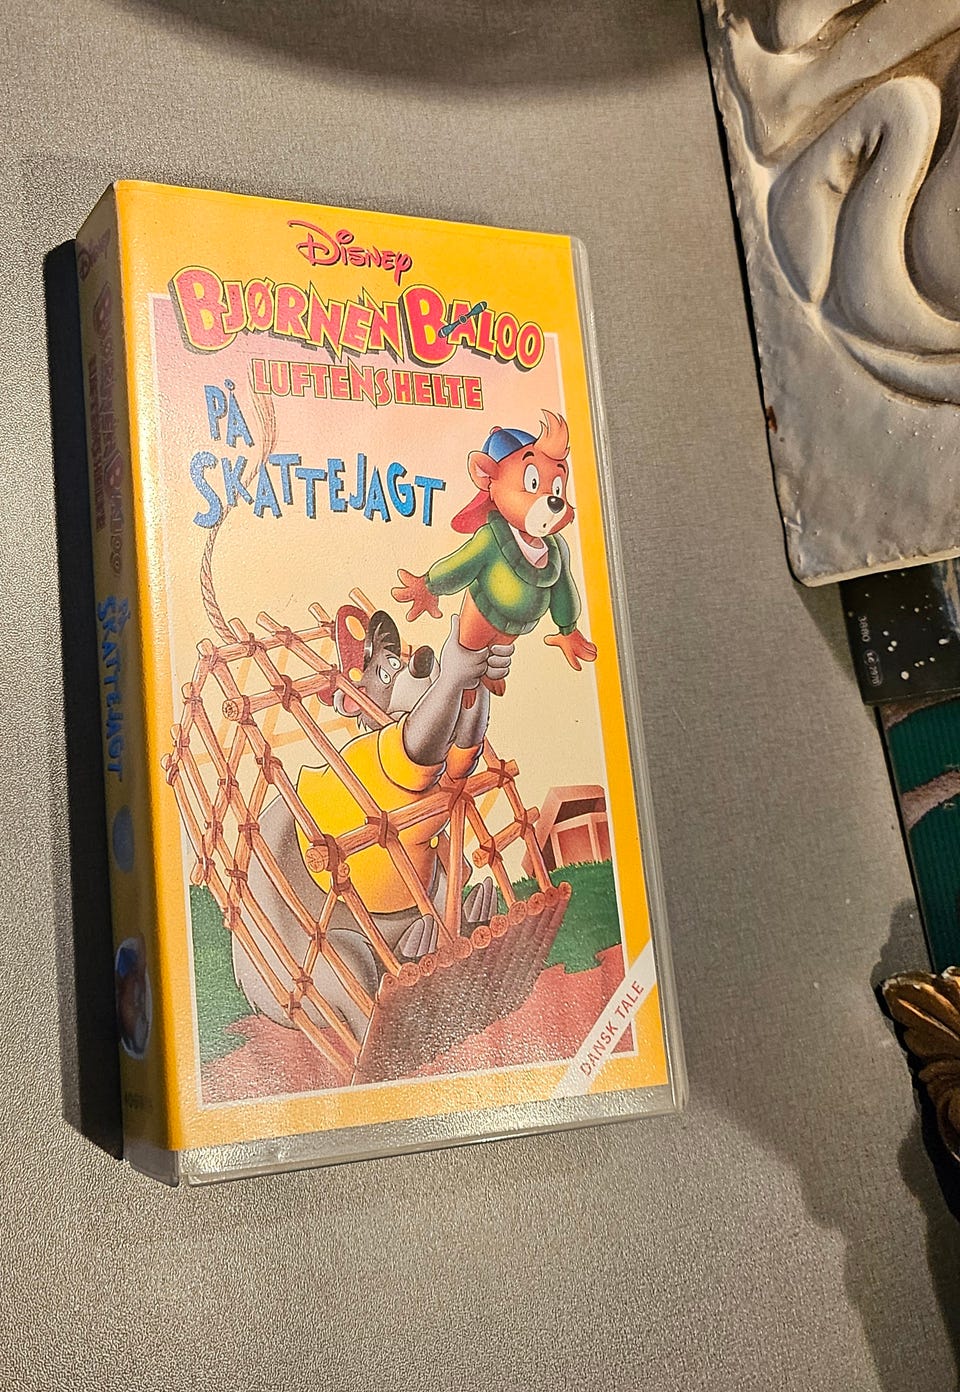 Disney
BJØRNEN BALOO
LUFTENS HELTE
PÅ
SKATTEJAGT
DANSK TALE
Disney
BJØRNEN BALOO
LUFTENS HELTE
PÅ SKATTEJAGT